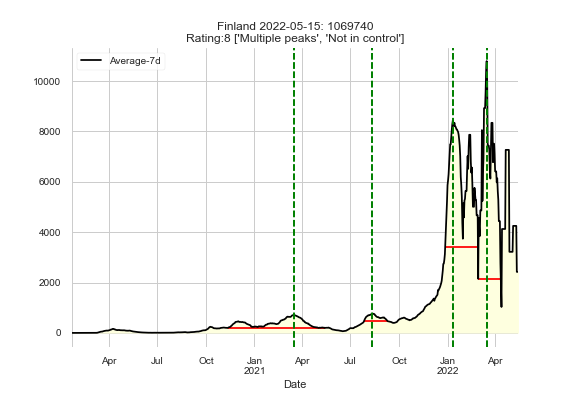 Finland 2022-05-15: 1069740
Rating:8 ['Multiple peaks', 'Not in control']
Average-7d
10000
8000
6000
4000
2000
0
Apr Jul Oct Jan Apr Jul Oct Jan Apr
2021 2022
Date